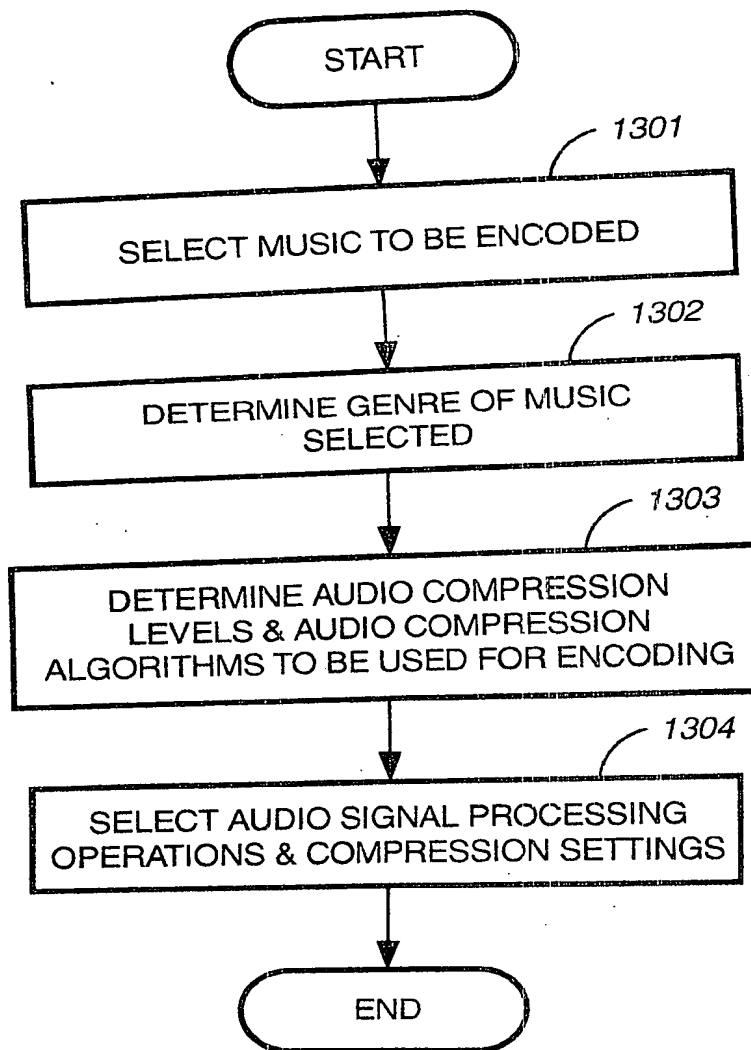 START
1301
SELECT MUSIC TO BE ENCODED
1302
DETERMINE GENRE OF MUSIC
SELECTED
1303
DETERMINE AUDIO COMPRESSION
LEVELS & AUDIO COMPRESSION
ALGORITHMS TO BE USED FOR ENCODING
1304
SELECT AUDIO SIGNAL PROCESSING
OPERATIONS & COMPRESSION SETTINGS
END